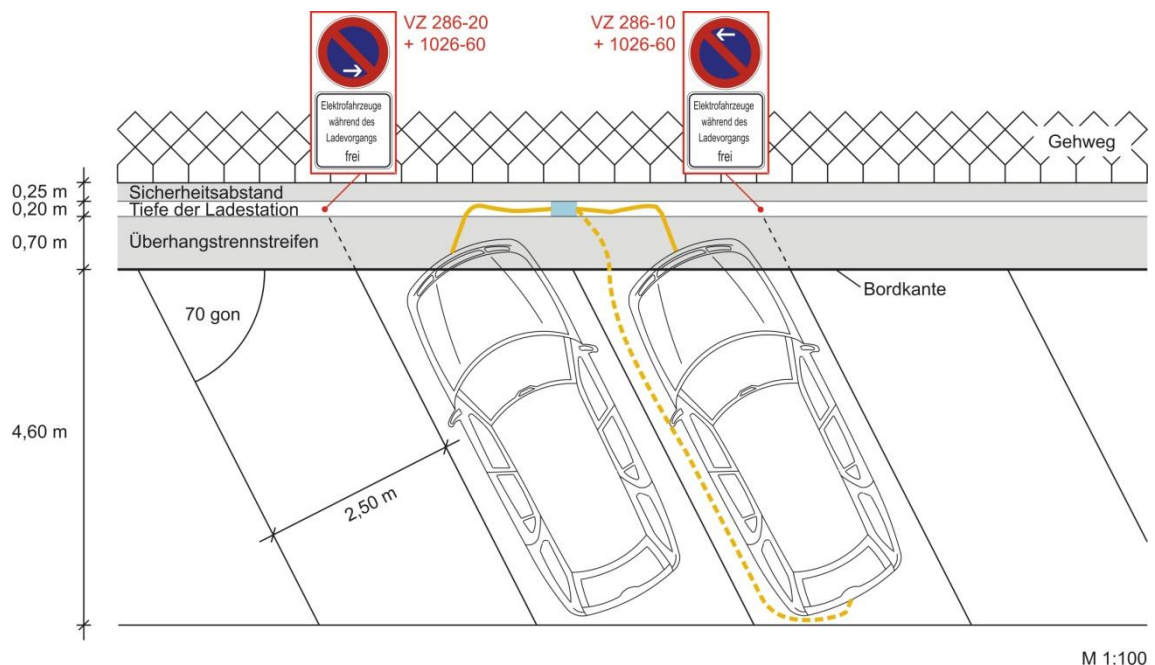 VZ 286-20
+ 1026-60
VZ 286-10
+ 1026-60
Elektrofahrzeuge
während des
Ladevorgangs
frei
Elektrofahrzeuge
während des
Ladevorgangs
frei
Gehweg
0,25 m
Sicherheitsabstand
0,20 m
Tiefe der Ladestation
0,70 m
Überhangstrennstreifen
Bordkante
70 gon
4,60 m
2,50 m
M 1:100